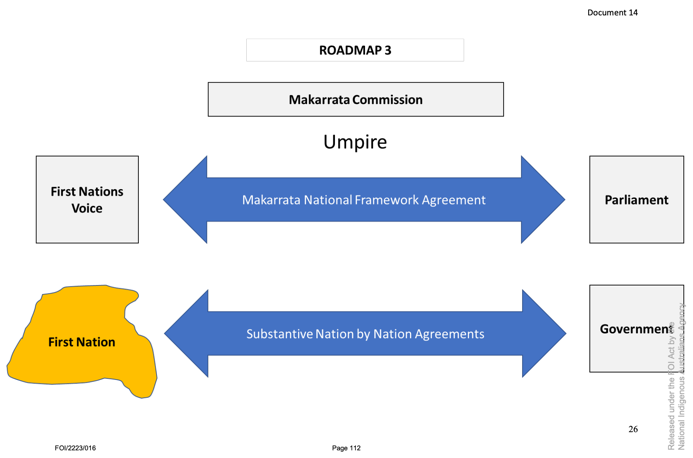 Document 14
ROADMAP 3
Makarrata Commission
Umpire
First Nations
Voice
Makarrata National Framework Agreement
Parliament
First Nation
Substantive Nation by Nation Agreements
Government
Released under the FOI Act by the
National Indigenous Australians Agency
26
FOI/2223/016
Page 112